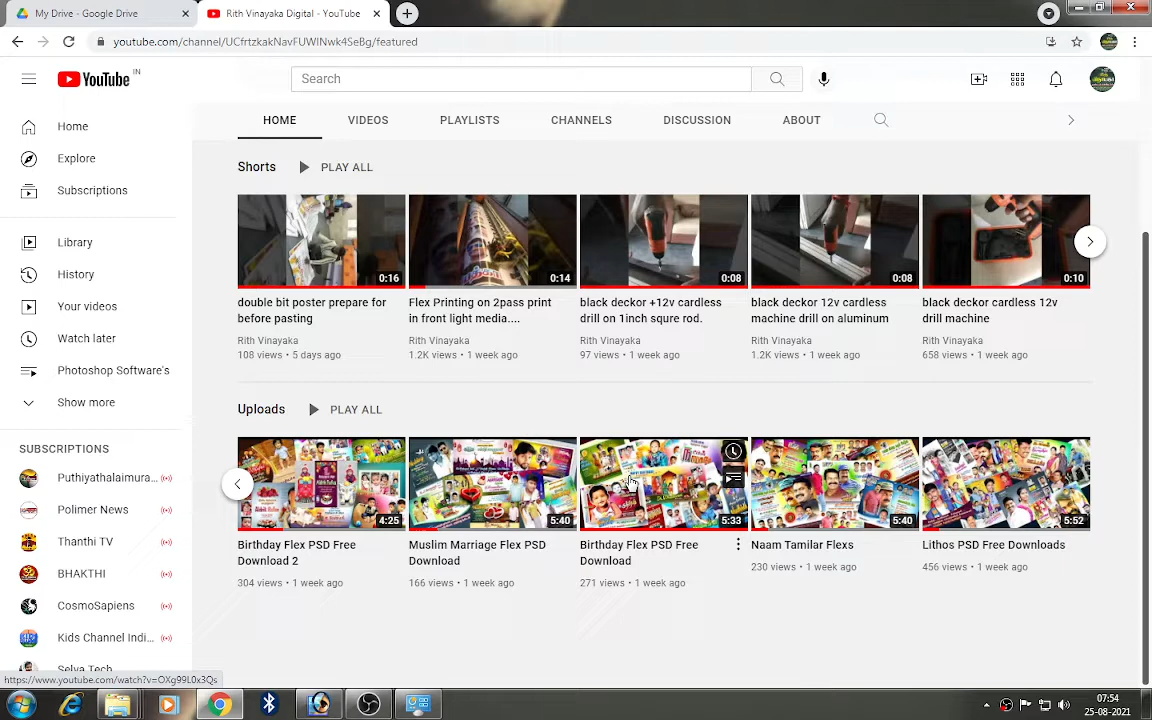 My Drive - Google Drive
Rith Vinayaka Digital - YouTube
youtube.com/channel/UCfrtzkakNavFUWINwk4SeBg/featured
YouTube IN
Search
HOME VIDEOS PLAYLISTS CHANNELS DISCUSSION ABOUT
Home
Explore
Subscriptions
Library
History
Your videos
Watch later
Photoshop Software's
Show more
SUBSCRIPTIONS
Puthiyathalaimura...
Polimer News
Thanthi TV
BHAKTHI
CosmoSapiens
Kids Channel Indi...
Selva Tech
Shorts PLAY ALL
0:16 0:14 0:08 0:08 0:10
double bit poster prepare for
before pasting
Rith Vinayaka
108 views • 5 days ago
Flex Printing on 2pass print
in front light media....
Rith Vinayaka
1.2K views • 1 week ago
black deckor +12v cardless
drill on 1inch squre rod.
Rith Vinayaka
97 views • 1 week ago
black deckor 12v cardless
machine drill on aluminum
Rith Vinayaka
1.2K views • 1 week ago
black deckor cardless 12v
drill machine
Rith Vinayaka
658 views • 1 week ago
Uploads PLAY ALL
4:25 5:40 5:33 5:40 5:52
Birthday Flex PSD Free
Download 2
304 views • 1 week ago
Muslim Marriage Flex PSD
Download
166 views • 1 week ago
Birthday Flex PSD Free
Download
271 views • 1 week ago
Naam Tamilar Flexs
230 views • 1 week ago
Lithos PSD Free Downloads
456 views • 1 week ago
https://www.youtube.com/watch?v=OXg99L0x3Qs
07:54
25-08-2021